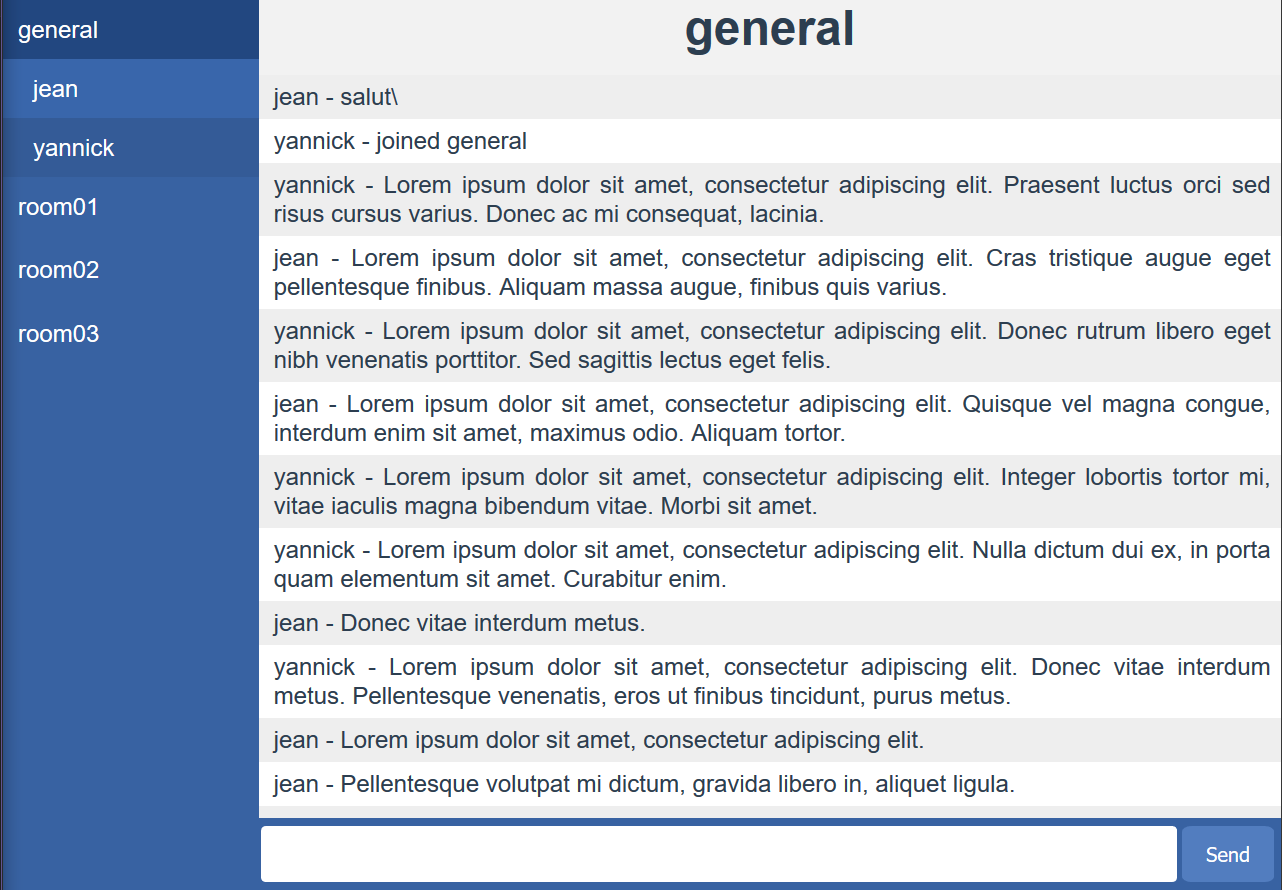 general
jean
yannick
room01
room02
room03
general
jean - salut\
yannick - joined general
yannick - Lorem ipsum dolor sit amet, consectetur adipiscing elit. Praesent luctus orci sed
risus cursus varius. Donec ac mi consequat, lacinia.
jean - Lorem ipsum dolor sit amet, consectetur adipiscing elit. Cras tristique augue eget
pellentesque finibus. Aliquam massa augue, finibus quis varius.
yannick - Lorem ipsum dolor sit amet, consectetur adipiscing elit. Donec rutrum libero eget
nibh venenatis porttitor. Sed sagittis lectus eget felis.
jean - Lorem ipsum dolor sit amet, consectetur adipiscing elit. Quisque vel magna congue,
interdum enim sit amet, maximus odio. Aliquam tortor.
yannick - Lorem ipsum dolor sit amet, consectetur adipiscing elit. Integer lobortis tortor mi,
vitae iaculis magna bibendum vitae. Morbi sit amet.
yannick - Lorem ipsum dolor sit amet, consectetur adipiscing elit. Nulla dictum dui ex, in porta
quam elementum sit amet. Curabitur enim.
jean - Donec vitae interdum metus.
yannick - Lorem ipsum dolor sit amet, consectetur adipiscing elit. Donec vitae interdum
metus. Pellentesque venenatis, eros ut finibus tincidunt, purus metus.
jean - Lorem ipsum dolor sit amet, consectetur adipiscing elit.
jean - Pellentesque volutpat mi dictum, gravida libero in, aliquet ligula.
Send